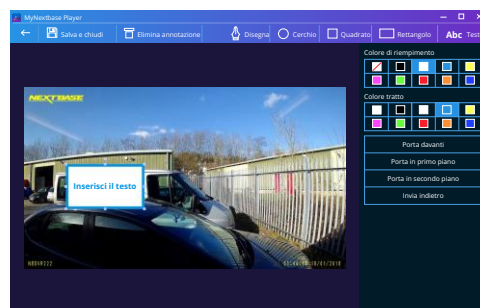 MyNextbase Player
Salva e chiudi
Elimina annotazione
Disegna
Cerchio
Quadrato
Rettangolo
Abc Test
Colore di riempimento
Colore tratto
Porta davanti
Porta in primo piano
Porta in secondo piano
Invia indietro
NEXTBASE
Inserisci il testo